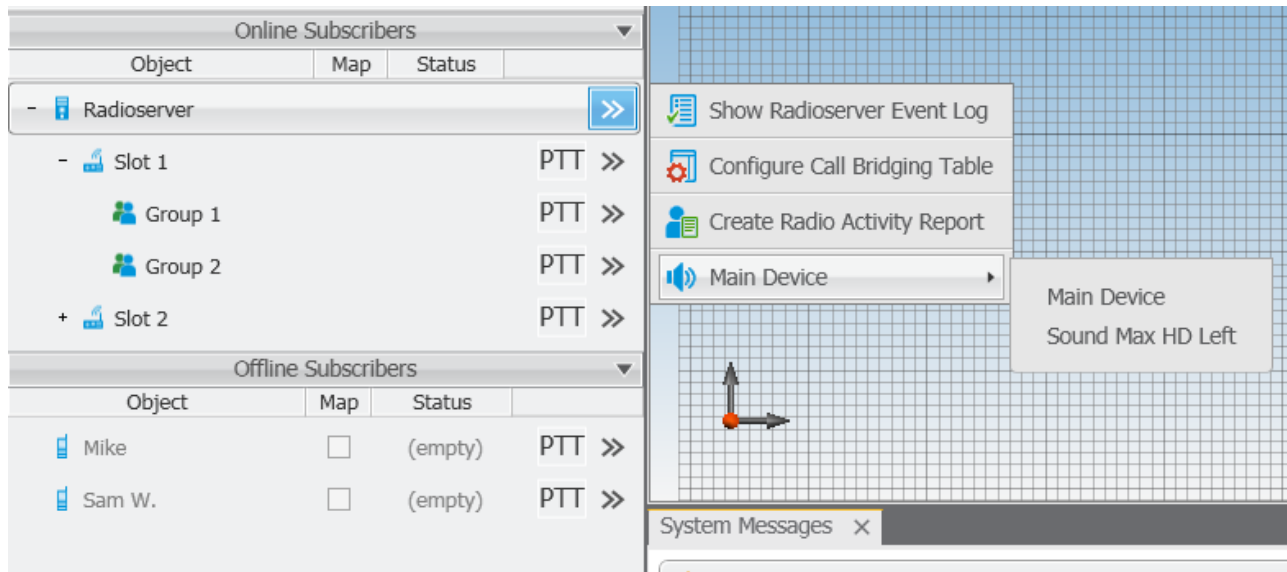 Online Subscribers
Object Map Status
- Radioserver
- Slot 1 PTT
Group 1 PTT
Group 2 PTT
+ Slot 2 PTT
Offline Subscribers
Object Map Status
Mike (empty) PTT
Sam W. (empty) PTT
Show Radioserver Event Log
Configure Call Bridging Table
Create Radio Activity Report
Main Device
Main Device
Sound Max HD Left
System Messages